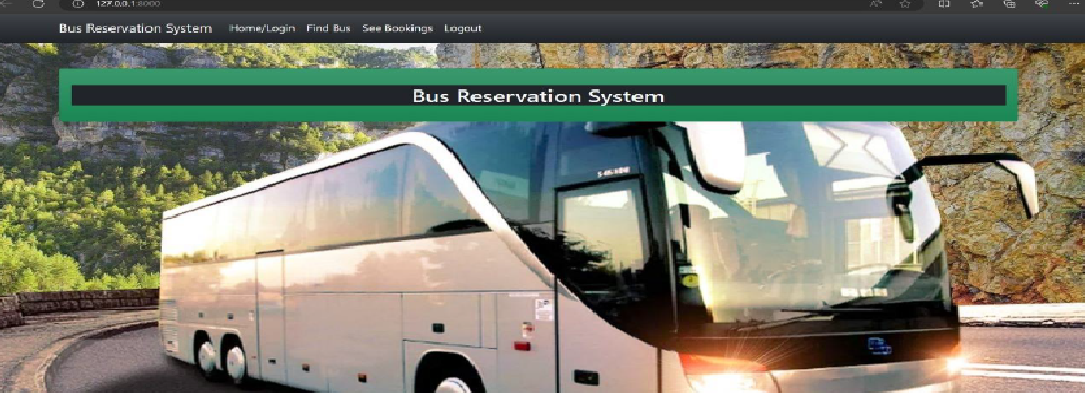 127.0.0.1:8000
Bus Reservation System Home/Login Find Bus See Bookings Logout
Bus Reservation System